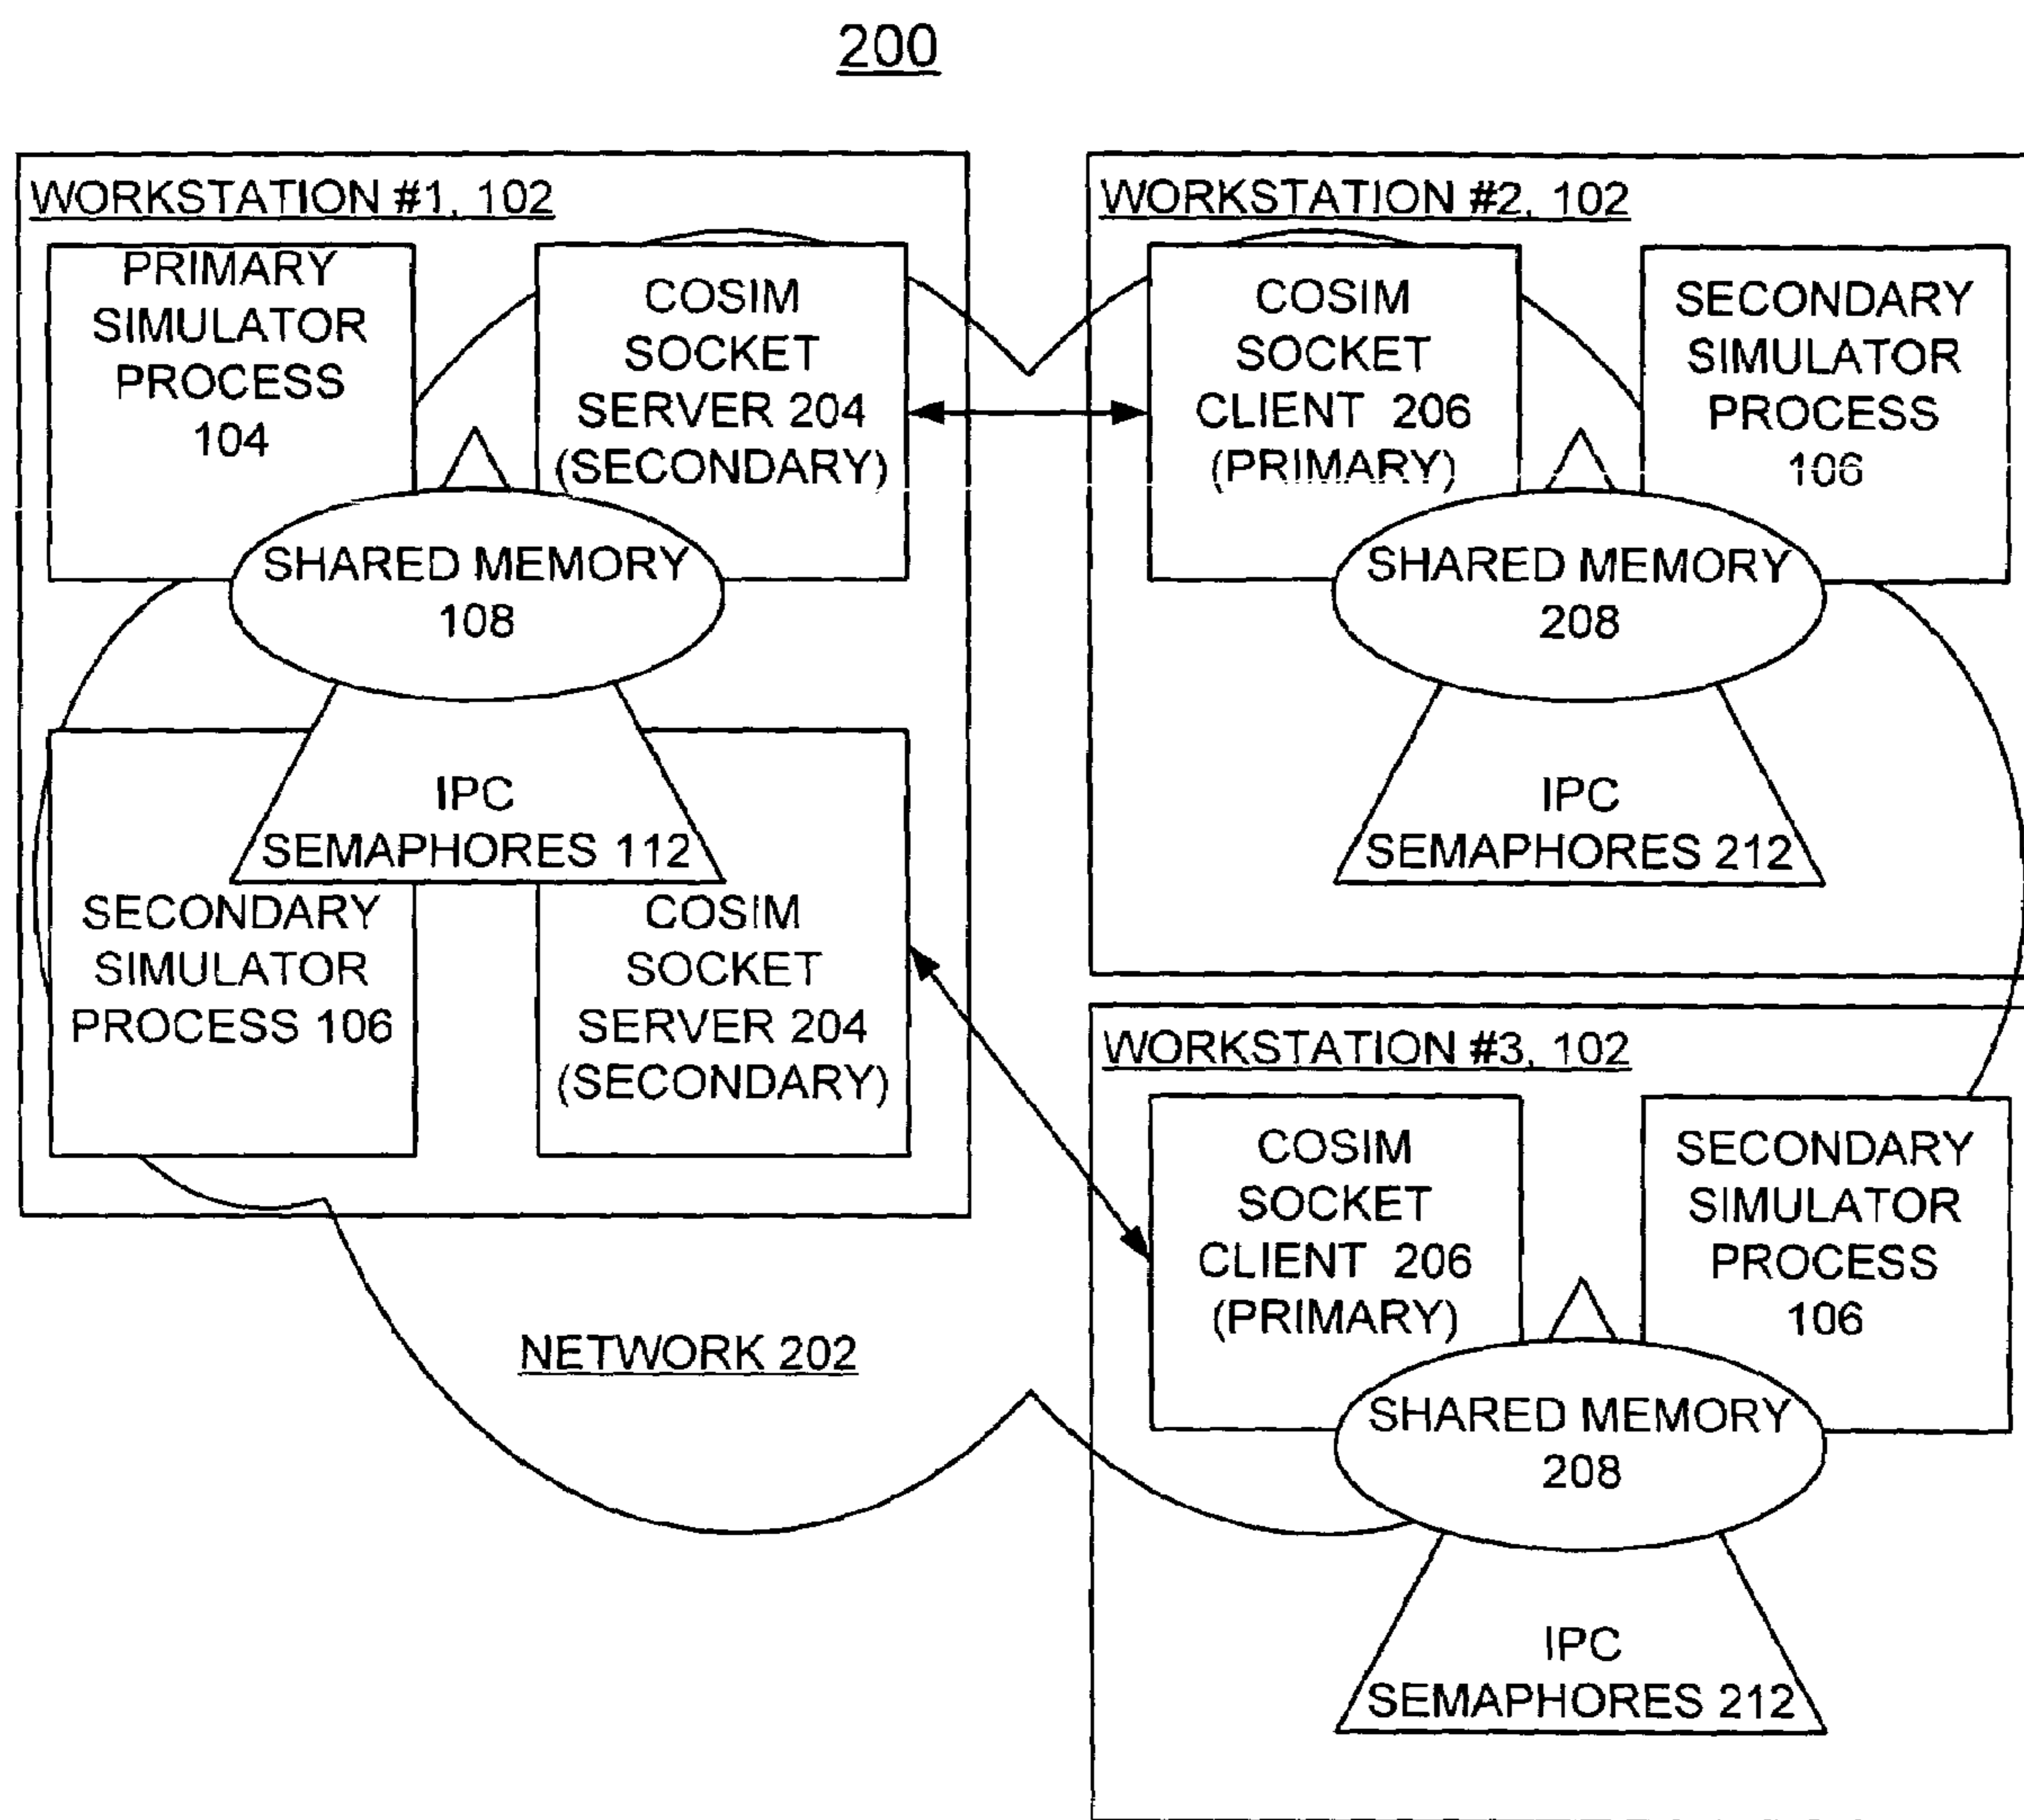 200
WORKSTATION #1, 102
PRIMARY
SIMULATOR
PROCESS
104
COSIM
SOCKET
SERVER 204
(SECONDARY)
SHARED MEMORY
108
IPC
SEMAPHORES 112
SECONDARY
SIMULATOR
PROCESS 106
COSIM
SOCKET
SERVER 204
(SECONDARY)
WORKSTATION #2, 102
COSIM
SOCKET
CLIENT 206
(PRIMARY)
SECONDARY
SIMULATOR
PROCESS
106
SHARED MEMORY
208
IPC
SEMAPHORES 212
WORKSTATION #3, 102
COSIM
SOCKET
CLIENT 206
(PRIMARY)
SECONDARY
SIMULATOR
PROCESS
106
SHARED MEMORY
208
IPC
SEMAPHORES 212
NETWORK 202